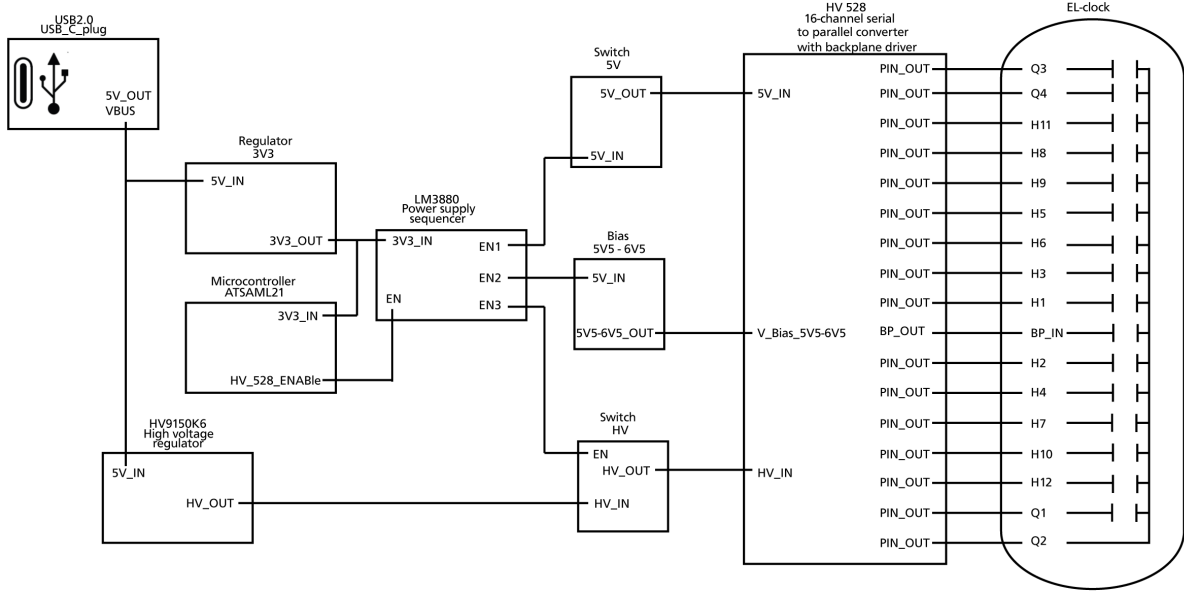 USB2.0
USB_C_plug
5V_OUT
VBUS
Regulator
3V3
5V_IN
3V3_OUT
Microcontroller
ATSAML21
3V3_IN
HV_528_ENABle
HV9150K6
High voltage
regulator
5V_IN
HV_OUT
LM3880
Power supply
sequencer
3V3_IN
EN1
EN2
EN
EN3
Switch
5V
5V_OUT
5V_IN
Bias
5V5 - 6V5
5V_IN
5V5-6V5_OUT
Switch
HV
EN
HV_OUT
HV_IN
HV 528
16-channel serial
to parallel converter
with backplane driver
5V_IN
V_Bias_5V5-6V5
HV_IN
EL-clock
PIN_OUT Q3
PIN_OUT Q4
PIN_OUT H11
PIN_OUT H8
PIN_OUT H9
PIN_OUT H5
PIN_OUT H6
PIN_OUT H3
PIN_OUT H1
BP_OUT BP_IN
PIN_OUT H2
PIN_OUT H4
PIN_OUT H7
PIN_OUT H10
PIN_OUT H12
PIN_OUT Q1
PIN_OUT Q2